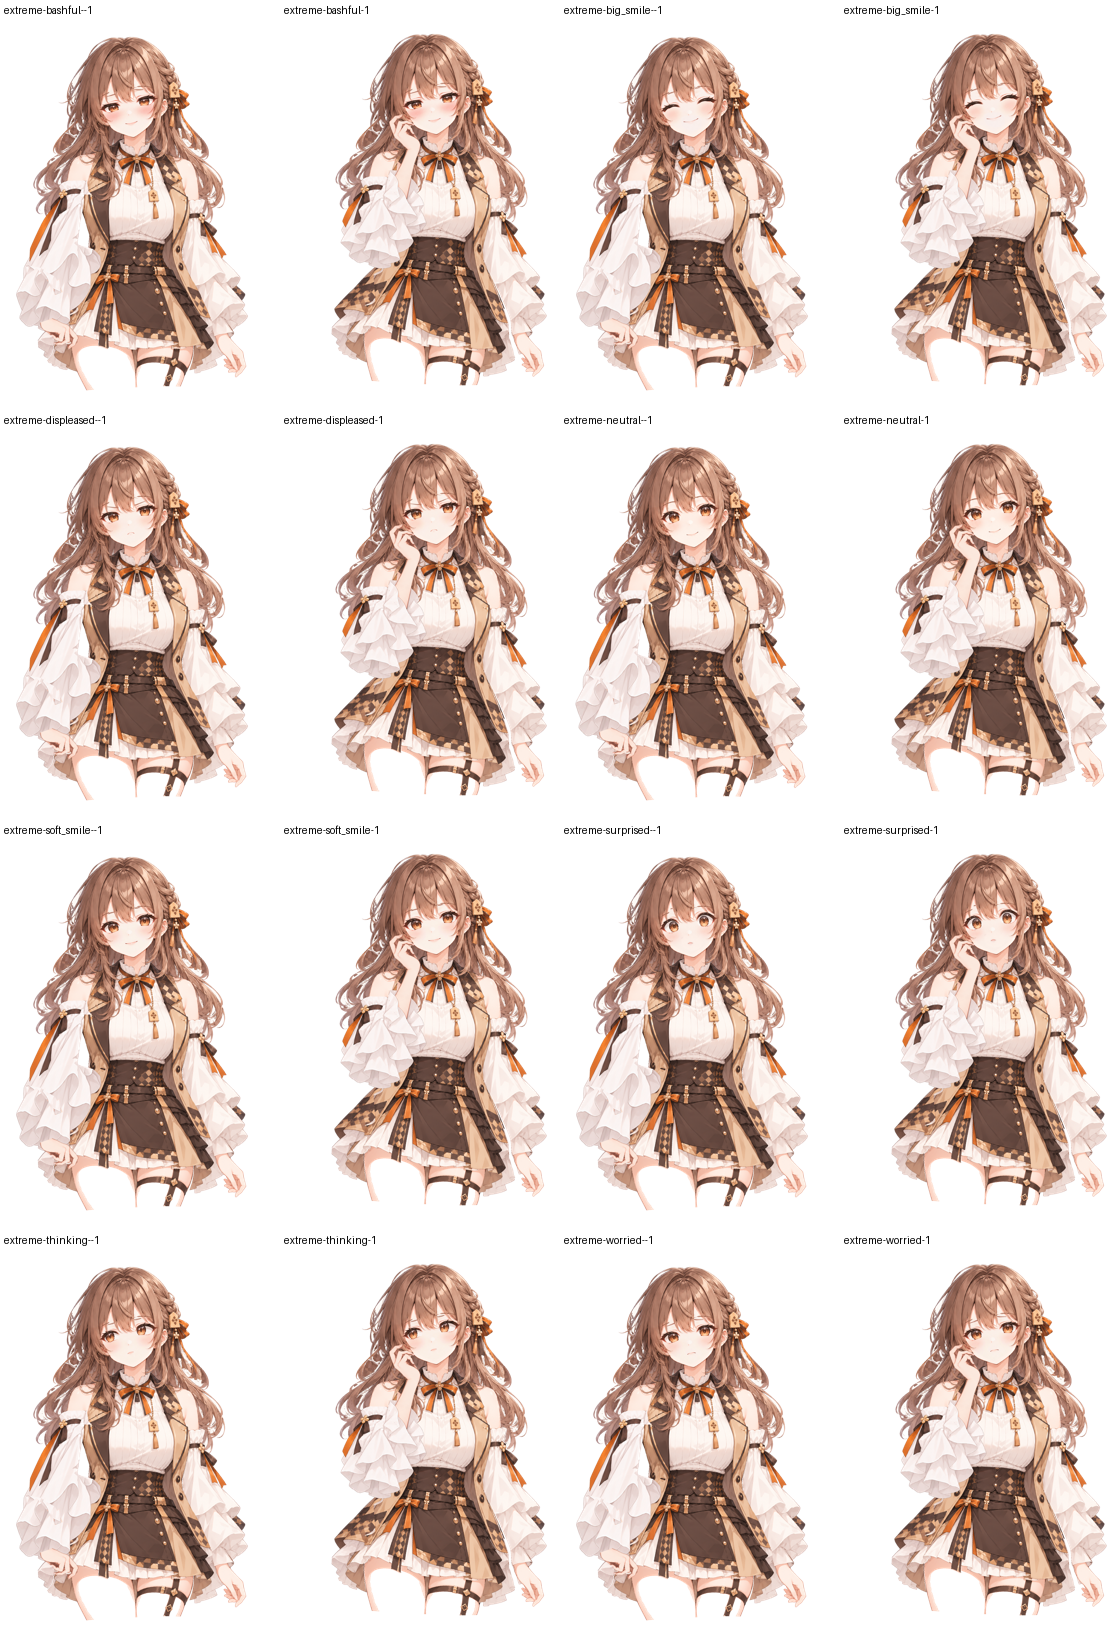 extreme-bashful--1
extreme-bashful-1
extreme-big_smile--1
extreme-big_smile-1
extreme-displeased--1
extreme-displeased-1
extreme-neutral--1
extreme-neutral-1
extreme-soft_smile--1
extreme-soft_smile-1
extreme-surprised--1
extreme-surprised-1
extreme-thinking--1
extreme-thinking-1
extreme-worried--1
extreme-worried-1